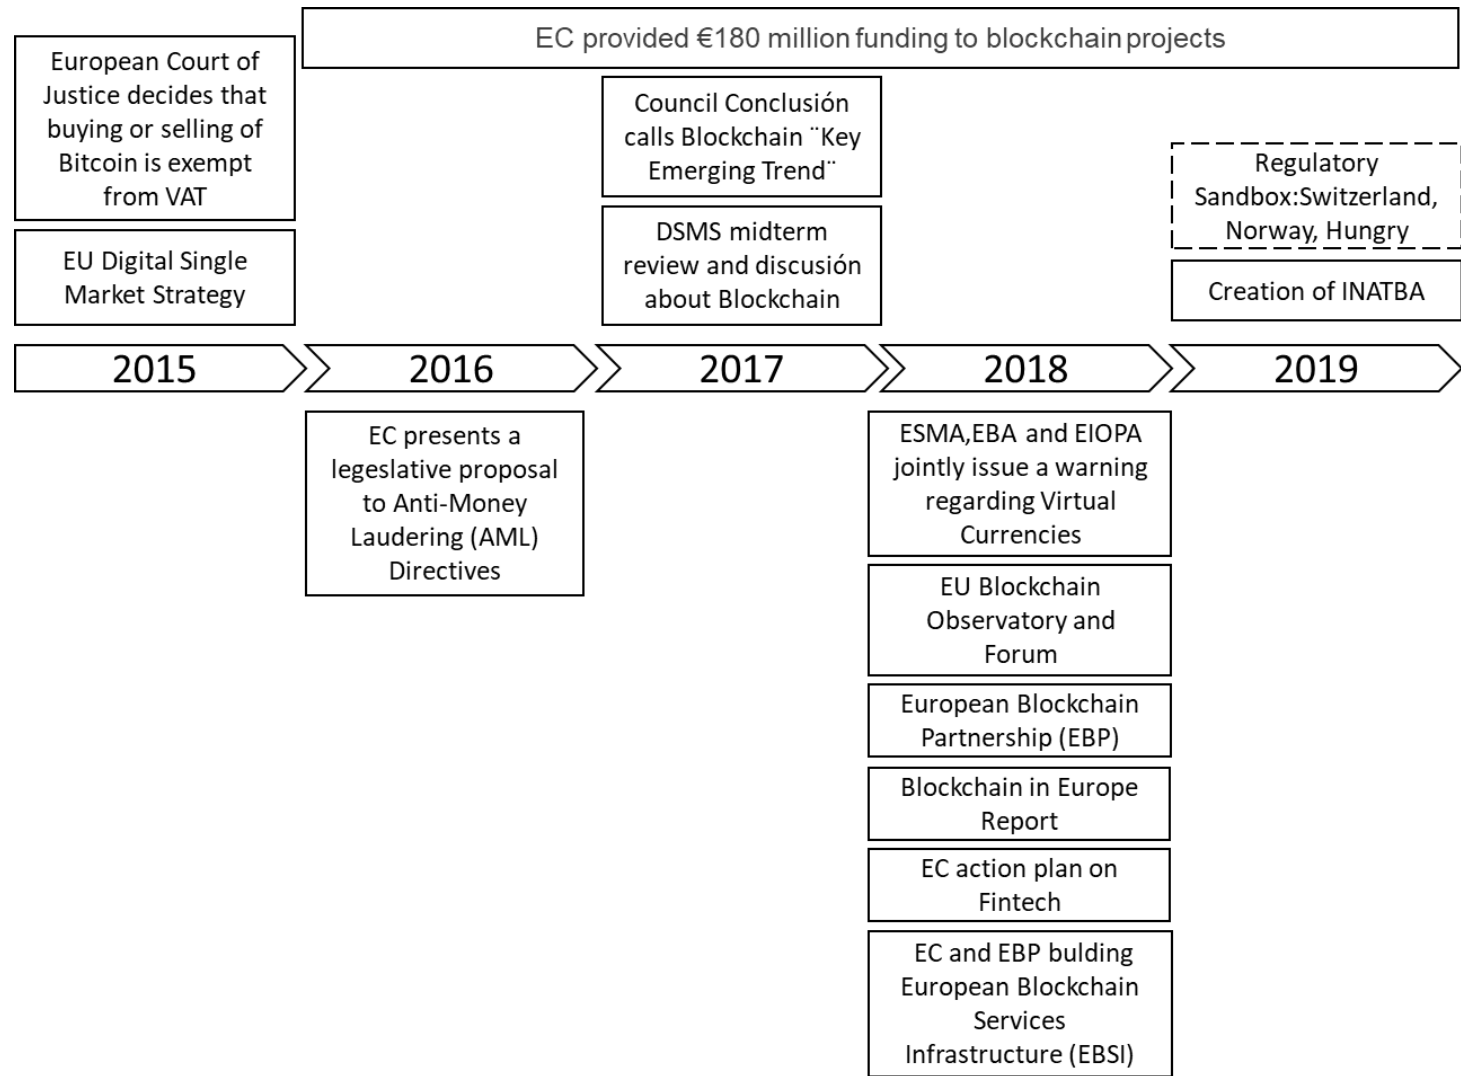 EC provided €180 million funding to blockchain projects
European Court of
Justice decides that
buying or selling of
Bitcoin is exempt
from VAT
EU Digital Single
Market Strategy
Council Conclusión
calls Blockchain ¨Key
Emerging Trend¨
DSMS midterm
review and discusión
about Blockchain
Regulatory
Sandbox:Switzerland,
Norway, Hungry
Creation of INATBA
2015
2016
2017
2018
2019
EC presents a
legeslative proposal
to Anti-Money
Laudering (AML)
Directives
ESMA,EBA and EIOPA
jointly issue a warning
regarding Virtual
Currencies
EU Blockchain
Observatory and
Forum
European Blockchain
Partnership (EBP)
Blockchain in Europe
Report
EC action plan on
Fintech
EC and EBP bulding
European Blockchain
Services
Infrastructure (EBSI)